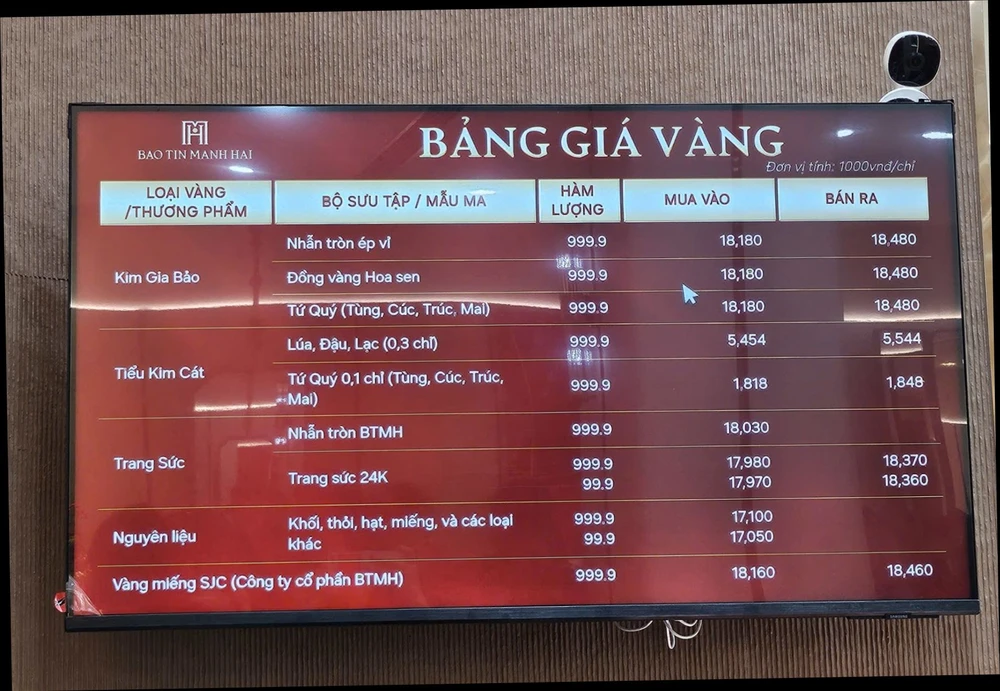 BAO TIN MANH HAI
BẢNG GIÁ VÀNG
Đơn vị tính: 1000vnđ/chỉ
LOẠI VÀNG /THƯƠNG PHẨM BỘ SƯU TẬP / MẪU MA HÀM LƯỢNG MUA VÀO BÁN RA
Kim Gia Bảo
Nhẫn tròn ép vỉ 999.9 18,180 18,480
Đồng vàng Hoa sen 999.9 18,180 18,480
Tứ Quý (Tùng, Cúc, Trúc, Mai) 999.9 18,180 18,480
Tiểu Kim Cát
Lúa, Đậu, Lạc (0,3 chỉ) 999.9 5,454 5,544
Tứ Quý 0,1 chỉ (Tùng, Cúc, Trúc,
Mai) 999.9 1,818 1,848
Trang Sức
Nhẫn tròn BTMH 999.9 18,030
Trang sức 24K 999.9 17,980 18,370
99.9 17,970 18,360
Nguyên liệu
Khối, thỏi, hạt, miếng, và các loại 999.9 17,100
khác 99.9 17,050
Vàng miếng SJC (Công ty cổ phần BTMH) 999.9 18,160 18,460
SAMSUNG